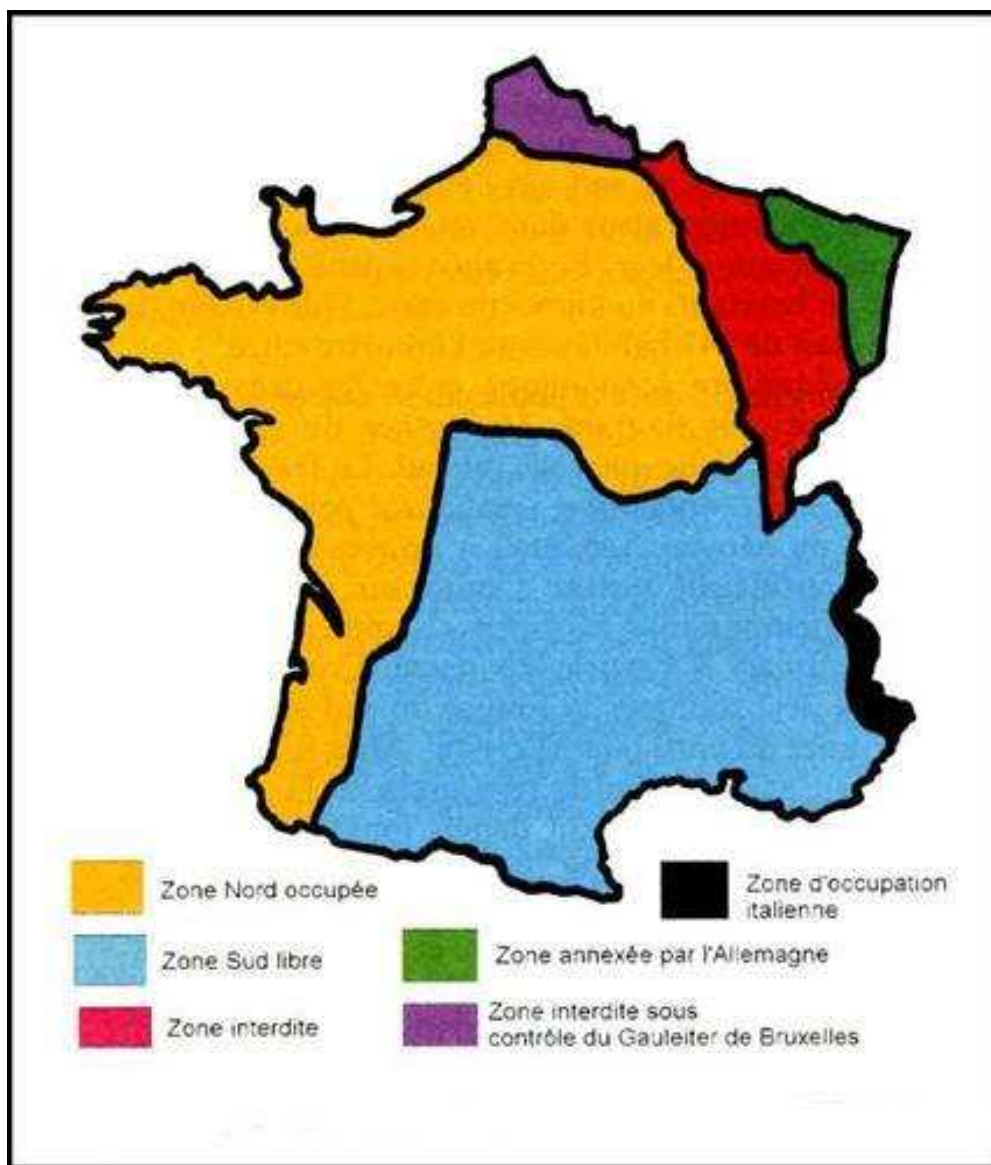 Zone Nord occupée
Zone d'occupation
italienne
Zone Sud libre
Zone annexée par l'Allemagne
Zone interdite
Zone interdite sous
contrôle du Gauleiter de Bruxelles